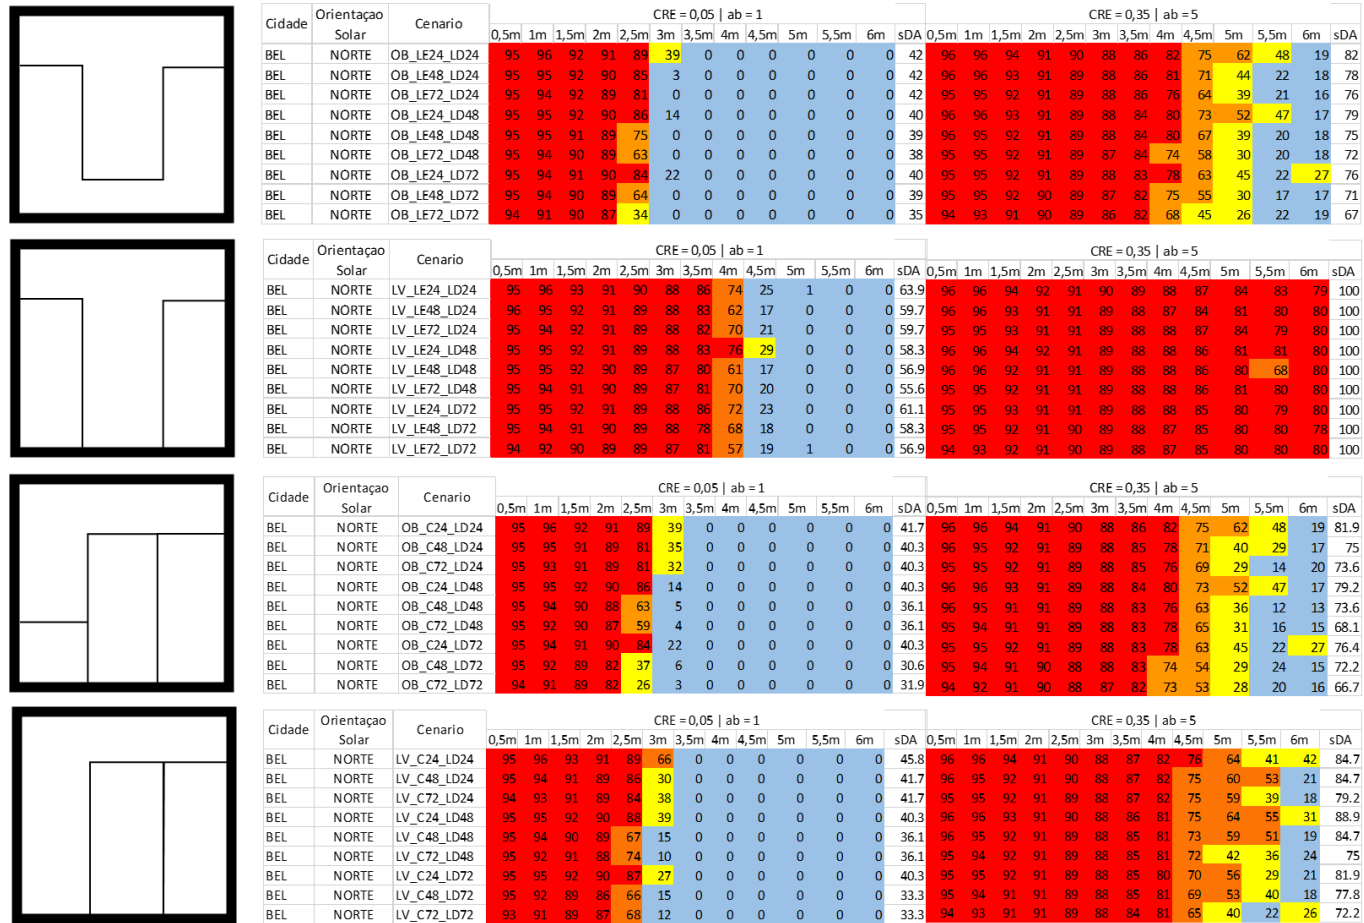 CRE = 0,05 | ab = 1 CRE = 0,35 | ab = 5
Cidade Orientaçao Solar Cenario 0,5m 1m 1,5m 2m 2,5m 3m 3,5m 4m 4,5m 5m 5,5m 6m sDA 0,5m 1m 1,5m 2m 2,5m 3m 3,5m 4m 4,5m 5m 5,5m 6m sDA
BEL NORTE OB_LE24_LD24 95 96 92 91 89 39 0 0 0 0 0 0 42 96 96 94 91 90 88 86 82 75 62 48 19 82
BEL NORTE OB_LE48_LD24 95 95 92 90 85 3 0 0 0 0 0 0 42 96 96 93 91 89 88 86 81 71 44 22 18 78
BEL NORTE OB_LE72_LD24 95 94 92 89 81 0 0 0 0 0 0 0 42 95 95 92 91 89 88 86 76 64 39 21 16 76
BEL NORTE OB_LE24_LD48 95 95 92 90 86 14 0 0 0 0 0 0 40 96 96 93 91 89 88 84 80 73 52 47 17 79
BEL NORTE OB_LE48_LD48 95 95 91 89 75 0 0 0 0 0 0 0 39 96 95 92 91 89 88 84 80 67 39 20 18 75
BEL NORTE OB_LE72_LD48 95 94 90 89 63 0 0 0 0 0 0 0 38 95 95 92 91 89 87 84 74 58 30 20 18 72
BEL NORTE OB_LE24_LD72 95 94 91 90 84 22 0 0 0 0 0 0 40 96 95 92 91 89 88 83 78 63 45 22 27 76
BEL NORTE OB_LE48_LD72 95 94 90 89 64 0 0 0 0 0 0 0 39 95 95 92 90 89 87 82 75 55 30 17 17 71
BEL NORTE OB_LE72_LD72 94 91 90 87 34 0 0 0 0 0 0 0 35 94 93 91 90 89 86 82 68 45 26 22 19 67
CRE = 0,05 | ab = 1 CRE = 0,35 | ab = 5
Cidade Orientaçao Solar Cenario 0,5m 1m 1,5m 2m 2,5m 3m 3,5m 4m 4,5m 5m 5,5m 6m sDA 0,5m 1m 1,5m 2m 2,5m 3m 3,5m 4m 4,5m 5m 5,5m 6m sDA
BEL NORTE LV_LE24_LD24 95 96 93 91 90 88 86 74 25 1 0 0 63.9 96 96 94 92 91 90 89 88 87 84 83 79 100
BEL NORTE LV_LE48_LD24 96 95 92 91 89 88 83 62 17 0 0 0 59.7 96 95 93 91 91 89 88 87 84 81 80 80 100
BEL NORTE LV_LE72_LD24 95 94 92 91 89 88 82 70 21 0 0 0 59.7 95 95 93 91 91 89 88 87 87 84 79 80 100
BEL NORTE LV_LE24_LD48 95 95 92 91 89 88 83 76 29 0 0 0 58.3 96 96 94 92 91 89 88 88 86 81 81 80 100
BEL NORTE LV_LE48_LD48 95 95 92 90 89 87 80 61 17 0 0 0 56.9 96 95 92 91 91 89 88 88 86 80 68 80 100
BEL NORTE LV_LE72_LD48 95 94 91 90 89 87 81 70 20 0 0 0 55.6 95 95 92 91 91 89 88 88 86 81 80 80 100
BEL NORTE LV_LE24_LD72 95 95 92 91 89 88 86 72 23 0 0 0 61.1 95 95 93 91 91 89 88 88 85 80 79 80 100
BEL NORTE LV_LE48_LD72 95 94 91 90 89 88 78 68 18 0 0 0 58.3 95 94 92 91 91 89 88 87 85 80 80 78 100
BEL NORTE LV_LE72_LD72 94 92 90 90 89 87 81 57 19 1 0 0 56.9 94 93 92 91 90 89 88 87 85 80 80 80 100
CRE = 0,05 | ab = 1 CRE = 0,35 | ab = 5
Cidade Orientaçao Solar Cenario 0,5m 1m 1,5m 2m 2,5m 3m 3,5m 4m 4,5m 5m 5,5m 6m sDA 0,5m 1m 1,5m 2m 2,5m 3m 3,5m 4m 4,5m 5m 5,5m 6m sDA
BEL NORTE OB_C24_LD24 95 96 92 91 89 39 0 0 0 0 0 0 41.7 96 96 94 91 90 88 86 82 75 62 48 19 81.9
BEL NORTE OB_C48_LD24 95 95 91 89 81 35 0 0 0 0 0 0 40.3 96 95 92 91 89 88 85 78 71 40 29 17 75
BEL NORTE OB_C72_LD24 95 93 91 89 81 32 0 0 0 0 0 0 40.3 95 95 92 91 89 88 85 76 69 29 14 20 73.6
BEL NORTE OB_C24_LD48 95 95 92 90 86 14 0 0 0 0 0 0 40.3 96 96 93 91 89 88 84 80 73 52 47 17 79.2
BEL NORTE OB_C48_LD48 95 94 90 88 63 5 0 0 0 0 0 0 36.1 96 95 91 91 89 88 83 76 63 36 12 13 73.6
BEL NORTE OB_C72_LD48 95 92 90 87 59 4 0 0 0 0 0 0 36.1 95 94 91 91 89 88 83 78 65 31 16 15 68.1
BEL NORTE OB_C24_LD72 95 94 91 90 84 22 0 0 0 0 0 0 40.3 96 95 92 91 89 88 83 78 63 45 22 27 76.4
BEL NORTE OB_C48_LD72 95 92 89 82 37 6 0 0 0 0 0 0 30.6 95 94 91 90 88 88 83 74 54 29 24 15 72.2
BEL NORTE OB_C72_LD72 94 91 89 82 26 3 0 0 0 0 0 0 31.9 94 92 91 90 88 87 82 73 53 28 20 16 66.7
CRE = 0,05 | ab = 1 CRE = 0,35 | ab = 5
Cidade Orientaçao Solar Cenario 0,5m 1m 1,5m 2m 2,5m 3m 3,5m 4m 4,5m 5m 5,5m 6m sDA 0,5m 1m 1,5m 2m 2,5m 3m 3,5m 4m 4,5m 5m 5,5m 6m sDA
BEL NORTE LV_C24_LD24 95 96 93 91 89 66 0 0 0 0 0 0 45.8 96 96 94 91 90 88 87 82 76 64 41 42 84.7
BEL NORTE LV_C48_LD24 95 94 91 89 86 30 0 0 0 0 0 0 41.7 96 95 92 91 90 88 87 82 75 60 53 21 84.7
BEL NORTE LV_C72_LD24 94 93 91 89 84 38 0 0 0 0 0 0 41.7 95 95 92 91 89 88 87 82 75 59 39 18 79.2
BEL NORTE LV_C24_LD48 95 95 92 90 88 39 0 0 0 0 0 0 40.3 96 96 93 91 90 88 86 81 75 64 55 31 88.9
BEL NORTE LV_C48_LD48 95 94 90 89 67 15 0 0 0 0 0 0 36.1 96 95 92 91 89 88 85 81 73 59 51 19 84.7
BEL NORTE LV_C72_LD48 95 92 91 88 74 10 0 0 0 0 0 0 36.1 95 94 92 91 89 88 85 81 72 42 36 24 75
BEL NORTE LV_C24_LD72 95 95 92 90 87 27 0 0 0 0 0 0 40.3 96 95 92 91 89 88 85 80 70 56 29 21 81.9
BEL NORTE LV_C48_LD72 95 92 89 86 66 15 0 0 0 0 0 0 33.3 95 94 91 91 89 88 85 81 69 53 40 18 77.8
BEL NORTE LV_C72_LD72 93 91 89 87 68 12 0 0 0 0 0 0 33.3 94 93 91 91 89 88 84 81 65 40 22 26 72.2